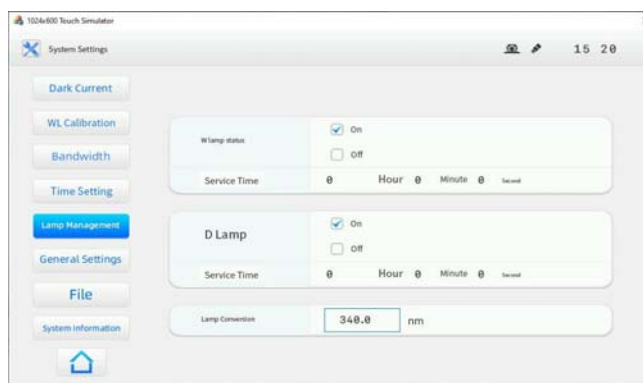 1024x600 Touch Simulator
System Settings
15 20
Dark Current
WL Calibration
Bandwidth
Time Setting
Lamp Management
General Settings
File
System Information
W lamp status
On
Off
Service Time 0 Hour 0 Minute 0 Second
D Lamp
On
Off
Service Time 0 Hour 0 Minute 0 Second
Lamp Convention 340.0 nm